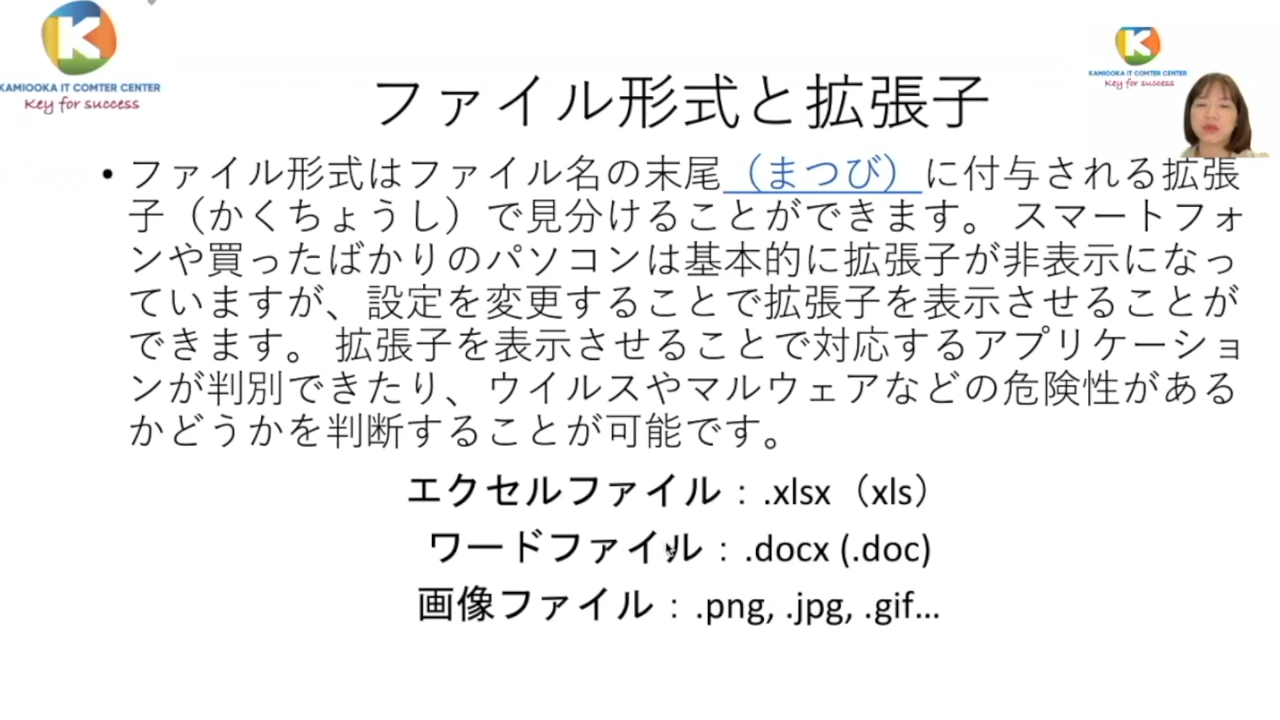 KAMIOOKA IT COMTER CENTER
Key for success
KAMIOOKA IT COMTER CENTER
Key for success
ファイル形式と拡張子
• ファイル形式はファイル名の末尾（まつび）に付与される拡張
子（かくちょうし）で見分けることができます。 スマートフォ
ンや買ったばかりのパソコンは基本的に拡張子が非表示になっ
ていますが、設定を変更することで拡張子を表示させることが
できます。 拡張子を表示させることで対応するアプリケーショ
ンが判別できたり、ウイルスやマルウェアなどの危険性がある
かどうかを判断することが可能です。
エクセルファイル：.xlsx（xls）
ワードファイル：.docx (.doc)
画像ファイル：.png, .jpg, .gif...